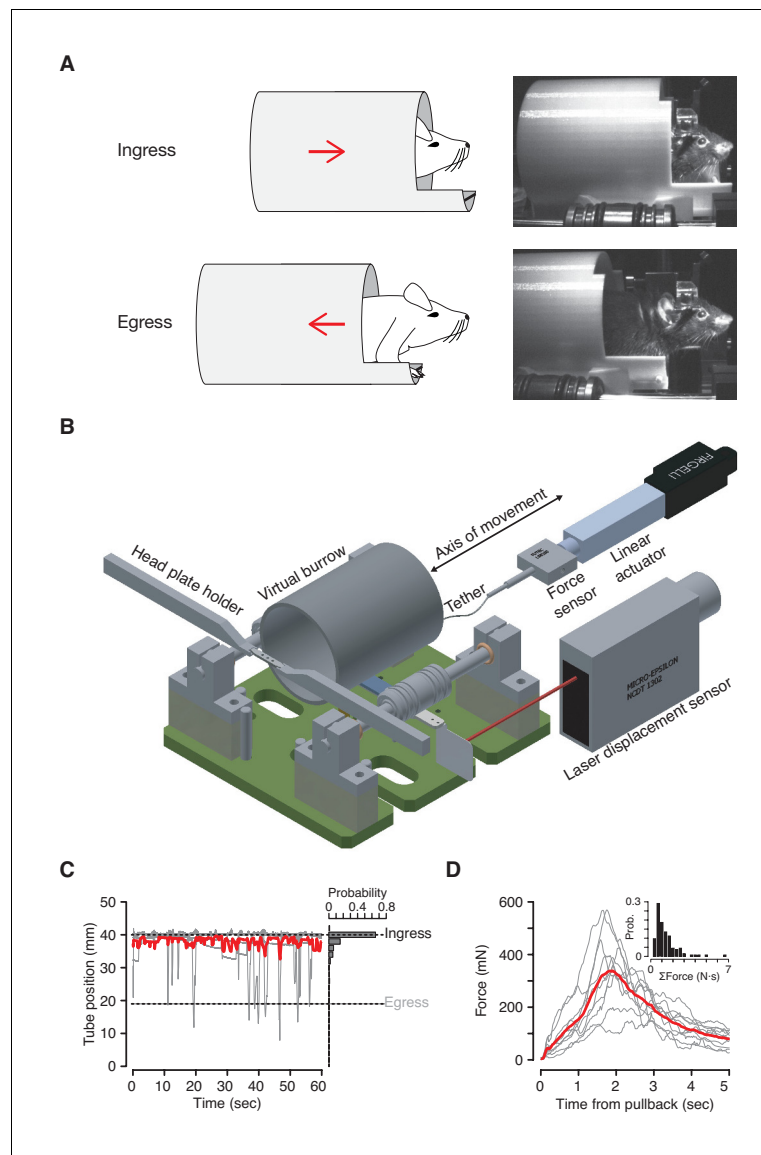 A
Ingress
Egress
B
FIRGELLI
Axis of movement
Linear
actuator
Force
sensor
Tether
Virtual burrow
Head plate holder
MICRO-EPSILON
NCDT 1302
Laser displacement sensor
C
Probability
0 0.4 0.8
50
40
30
20
10
0
Tube position (mm)
Ingress
Egress
0 10 20 30 40 50 60
Time (sec)
D
600
400
200
0
Force (mN)
0.3
0
Prob.
0 7
ΣForce (N·s)
0 1 2 3 4 5
Time from pullback (sec)